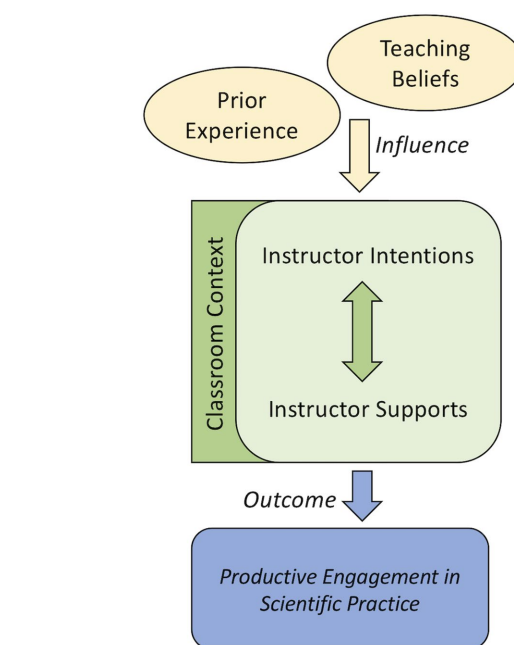 Teaching
Beliefs
Prior
Experience
Influence
Classroom Context
Instructor Intentions
Instructor Supports
Outcome
Productive Engagement in
Scientific Practice